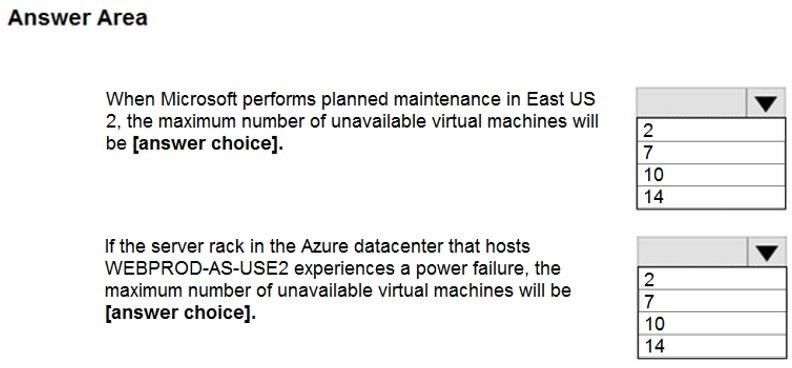 Answer Area
When Microsoft performs planned maintenance in East US
2, the maximum number of unavailable virtual machines will
be [answer choice].
2
7
10
14
If the server rack in the Azure datacenter that hosts
WEBPROD-AS-USE2 experiences a power failure, the
maximum number of unavailable virtual machines will be
[answer choice].
2
7
10
14